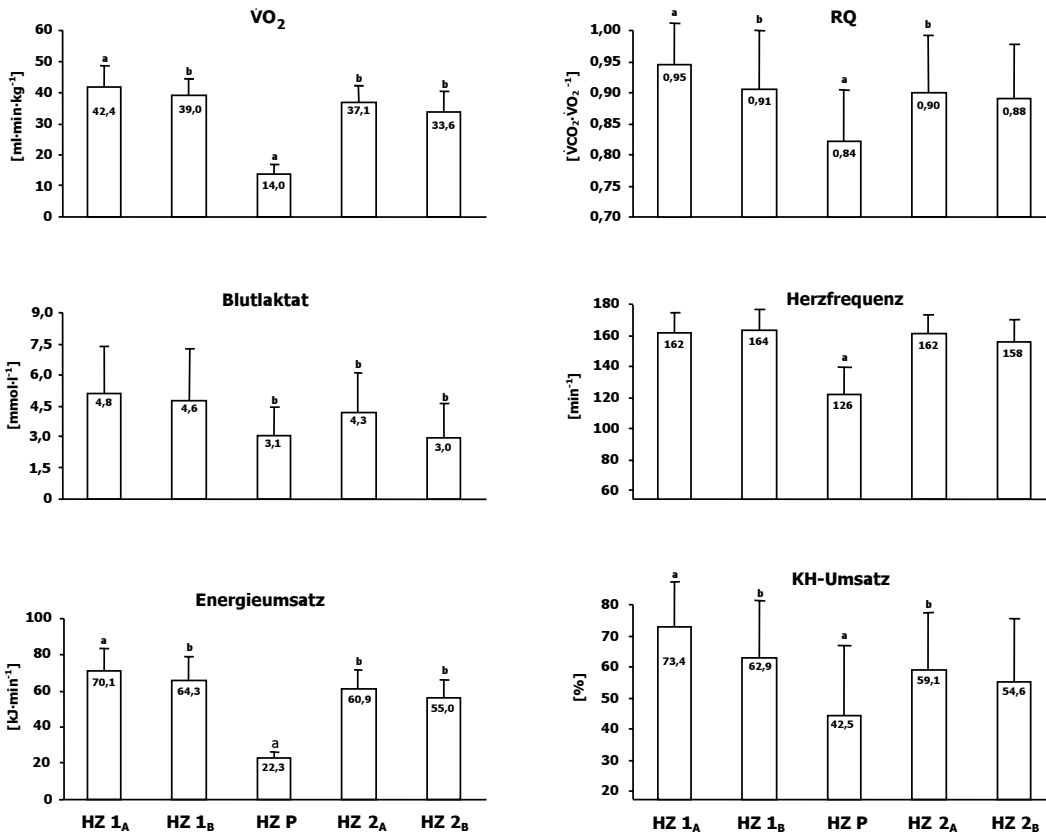 V̇O₂
[ml·min·kg⁻¹]
60
50
40
30
20
10
0
a
b
a
b
b
42,4
39,0
14,0
37,1
33,6
RQ
[V̇CO₂·V̇O₂⁻¹]
1,00
0,95
0,90
0,85
0,80
0,75
0,70
a
b
a
b
0,95
0,91
0,84
0,90
0,88
Blutlaktat
[mmol·l⁻¹]
9,0
7,5
6,0
4,5
3,0
1,5
0
b
b
b
4,8
4,6
3,1
4,3
3,0
Herzfrequenz
[min⁻¹]
180
160
140
120
100
80
60
a
162
164
126
162
158
Energieumsatz
[kJ·min⁻¹]
100
80
60
40
20
0
a
b
a
b
b
70,1
64,3
22,3
60,9
55,0
HZ 1A HZ 1B HZ P HZ 2A HZ 2B
KH-Umsatz
[%]
80
70
60
50
40
30
20
a
b
a
b
73,4
62,9
42,5
59,1
54,6
HZ 1A HZ 1B HZ P HZ 2A HZ 2B